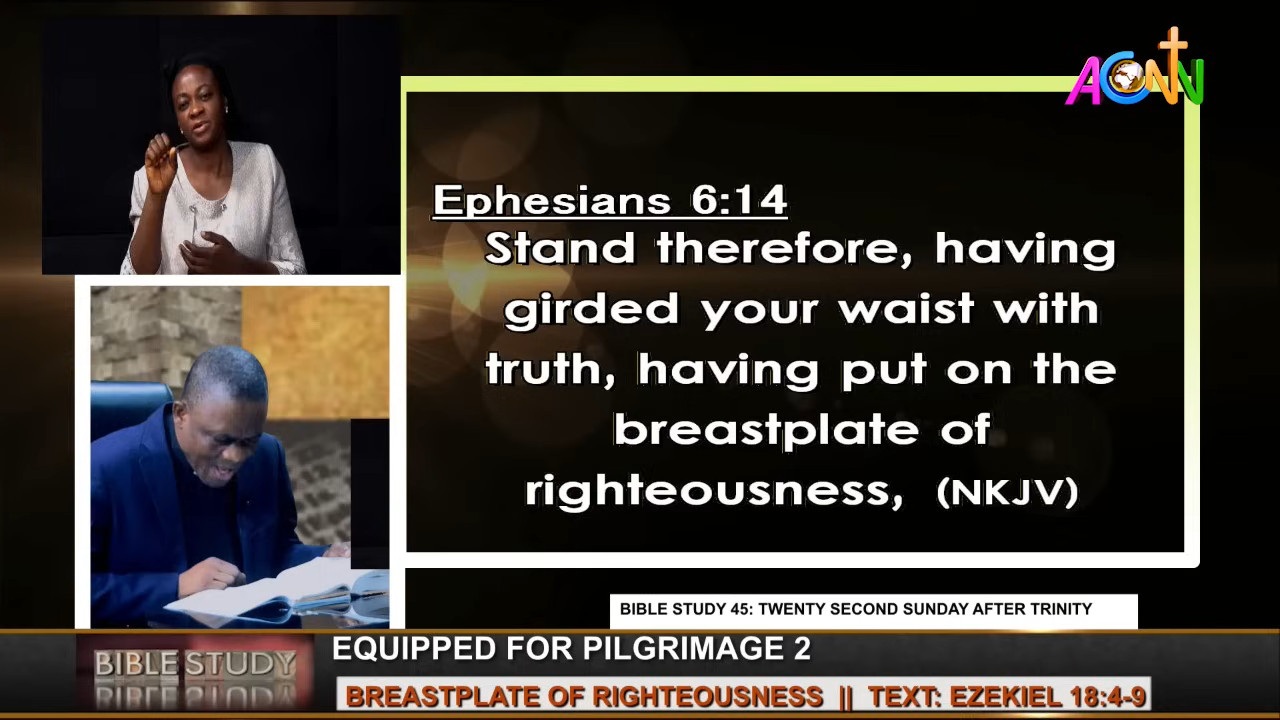 ACNN
Ephesians 6:14
Stand therefore, having
girded your waist with
truth, having put on the
breastplate of
righteousness, (NKJV)
BIBLE STUDY 45: TWENTY SECOND SUNDAY AFTER TRINITY
BIBLE STUDY
EQUIPPED FOR PILGRIMAGE 2
BREASTPLATE OF RIGHTEOUSNESS || TEXT: EZEKIEL 18:4-9